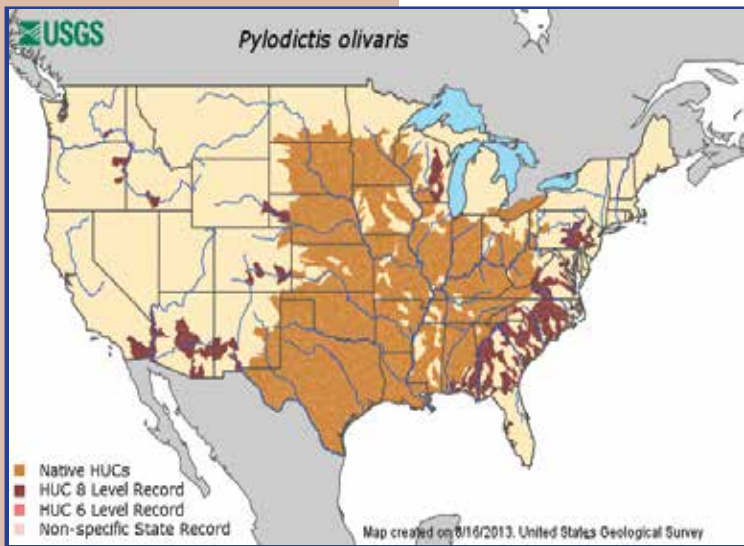 USGS
Pylodictis olivaris
Native HUCs
HUC 8 Level Record
HUC 6 Level Record
Non-specific State Record
Map created on 8/16/2013. United States Geological Survey